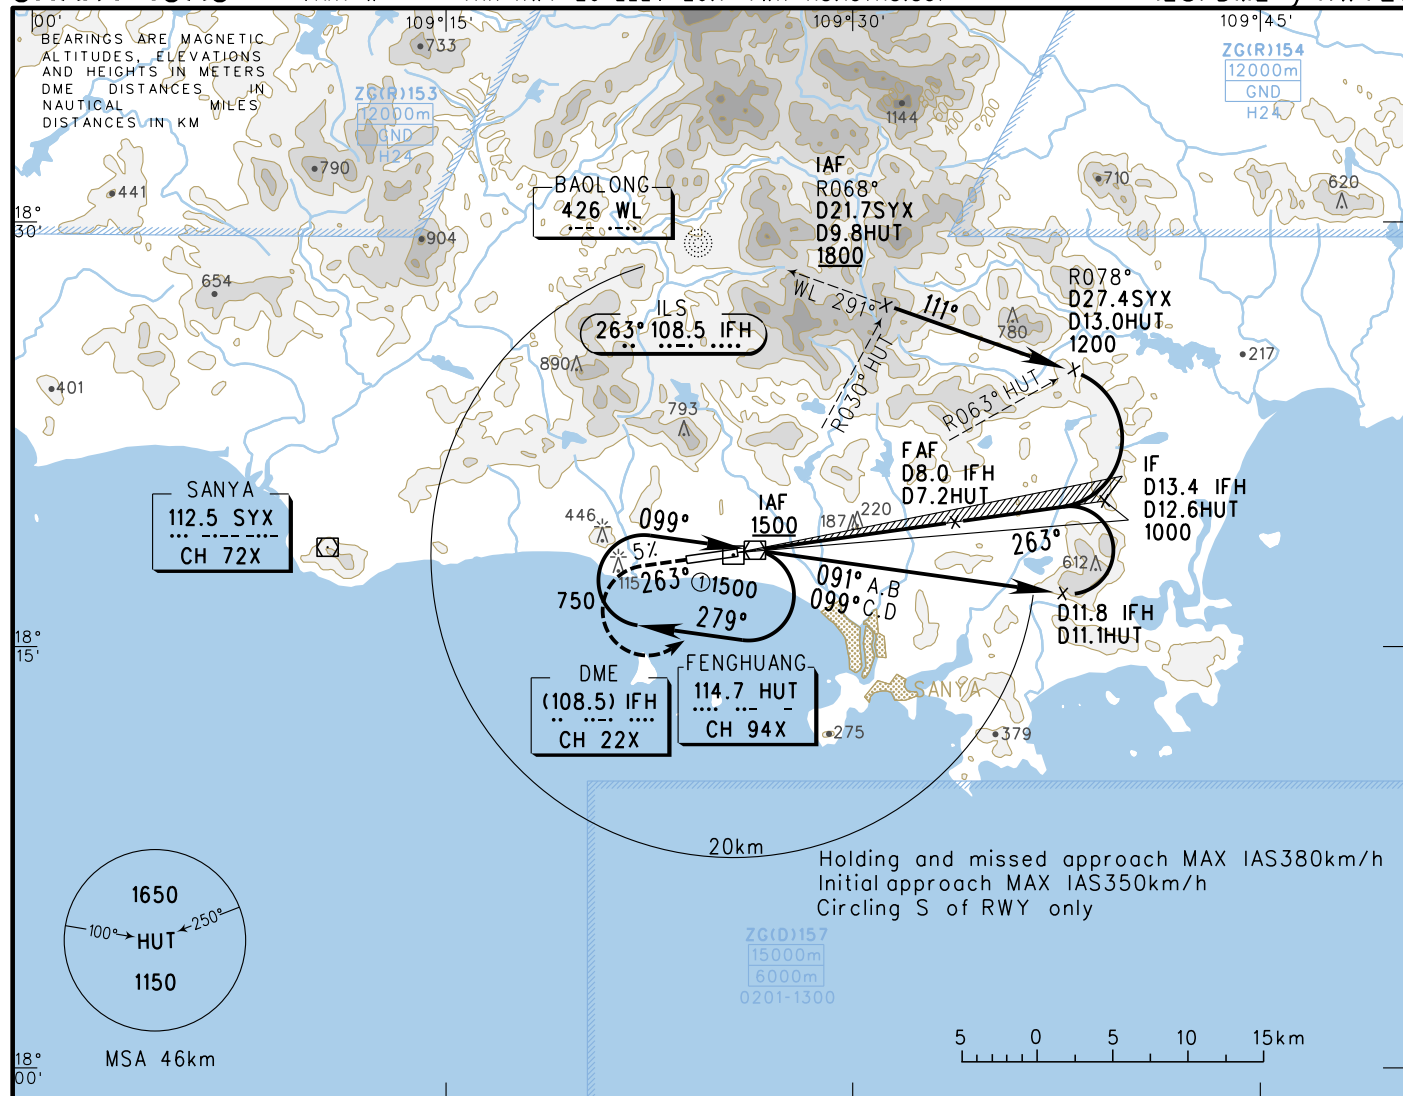 00'
109°15'
109°30'
109°45'
BEARINGS ARE MAGNETIC
ALTITUDES, ELEVATIONS
AND HEIGHTS IN METERS
DME DISTANCES IN
NAUTICAL MILES
DISTANCES IN KM
733
ZG(R)153
12000m
GND
H24
ZG(R)154
12000m
GND
H24
1144
400
200
790
441
904
654
710
620
18°
30'
BAOLONG
426 WL
IAF
R068°
D21.7SYX
D9.8HUT
1800
WL 291°
111°
R078°
D27.4SYX
D13.0HUT
1200
780
217
ILS
263° 108.5 IFH
890
401
793
R030° HUT
R063° HUT
FAF
D8.0 IFH
D7.2HUT
IF
D13.4 IFH
D12.6HUT
1000
SANYA
112.5 SYX
CH 72X
IAF
1500
446
099°
187
220
5%
115
263° ①1500
263°
612
750
279°
091° A.B
099° C.D
D11.8 IFH
D11.1HUT
18°
15'
DME
(108.5) IFH
CH 22X
FENGHUANG
114.7 HUT
CH 94X
SANYA
275
379
20km
Holding and missed approach MAX IAS380km/h
Initial approach MAX IAS350km/h
Circling S of RWY only
1650
100°
250°
HUT
1150
MSA 46km
ZG(D)157
15000m
6000m
0201-1300
5 0 5 10 15km
18°
00'